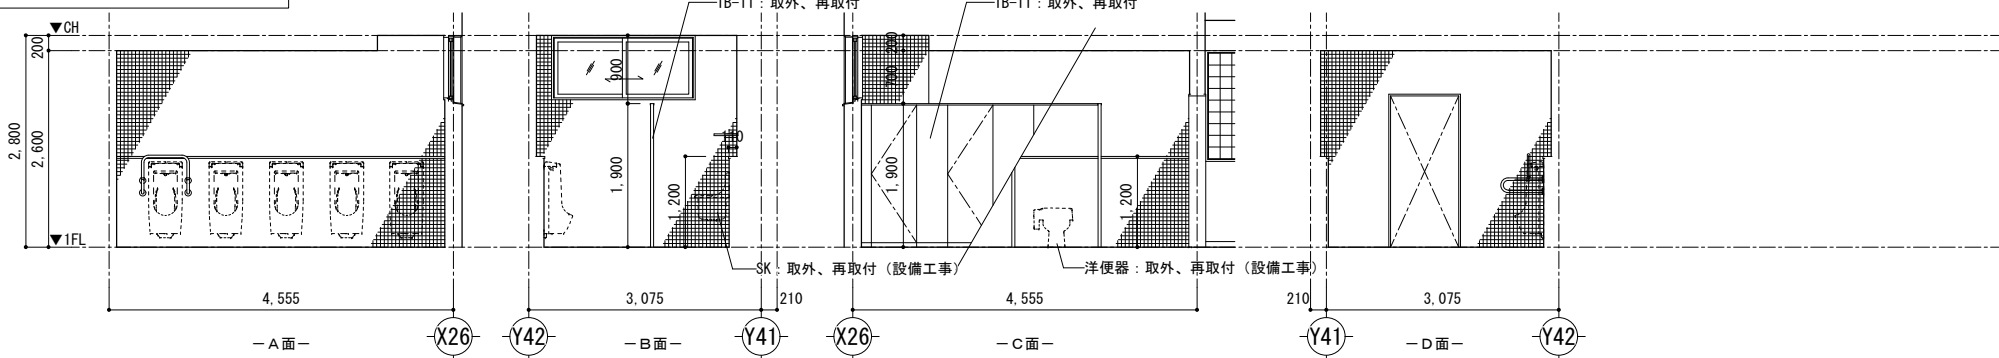 TB-11：取外、再取付
TB-11：取外、再取付
▼CH
200
2,800
2,600
▼1FL
900
1,900
1,200
200
700
1,900
1,200
SK：取外、再取付（設備工事）
洋便器：取外、再取付（設備工事）
4,555
3,075
210
4,555
210
3,075
－A面－
X26
Y42
－B面－
Y41
X26
－C面－
Y41
－D面－
Y42